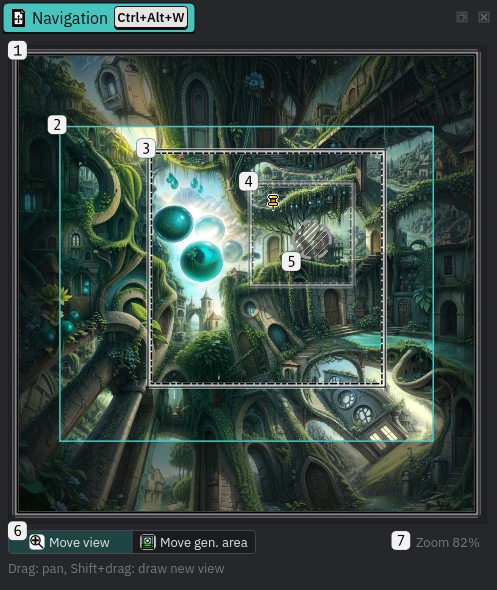 Navigation Ctrl+Alt+W
1
2
3
4
5
6
Move view Move gen. area
7 Zoom 82%
Drag: pan, Shift+drag: draw new view